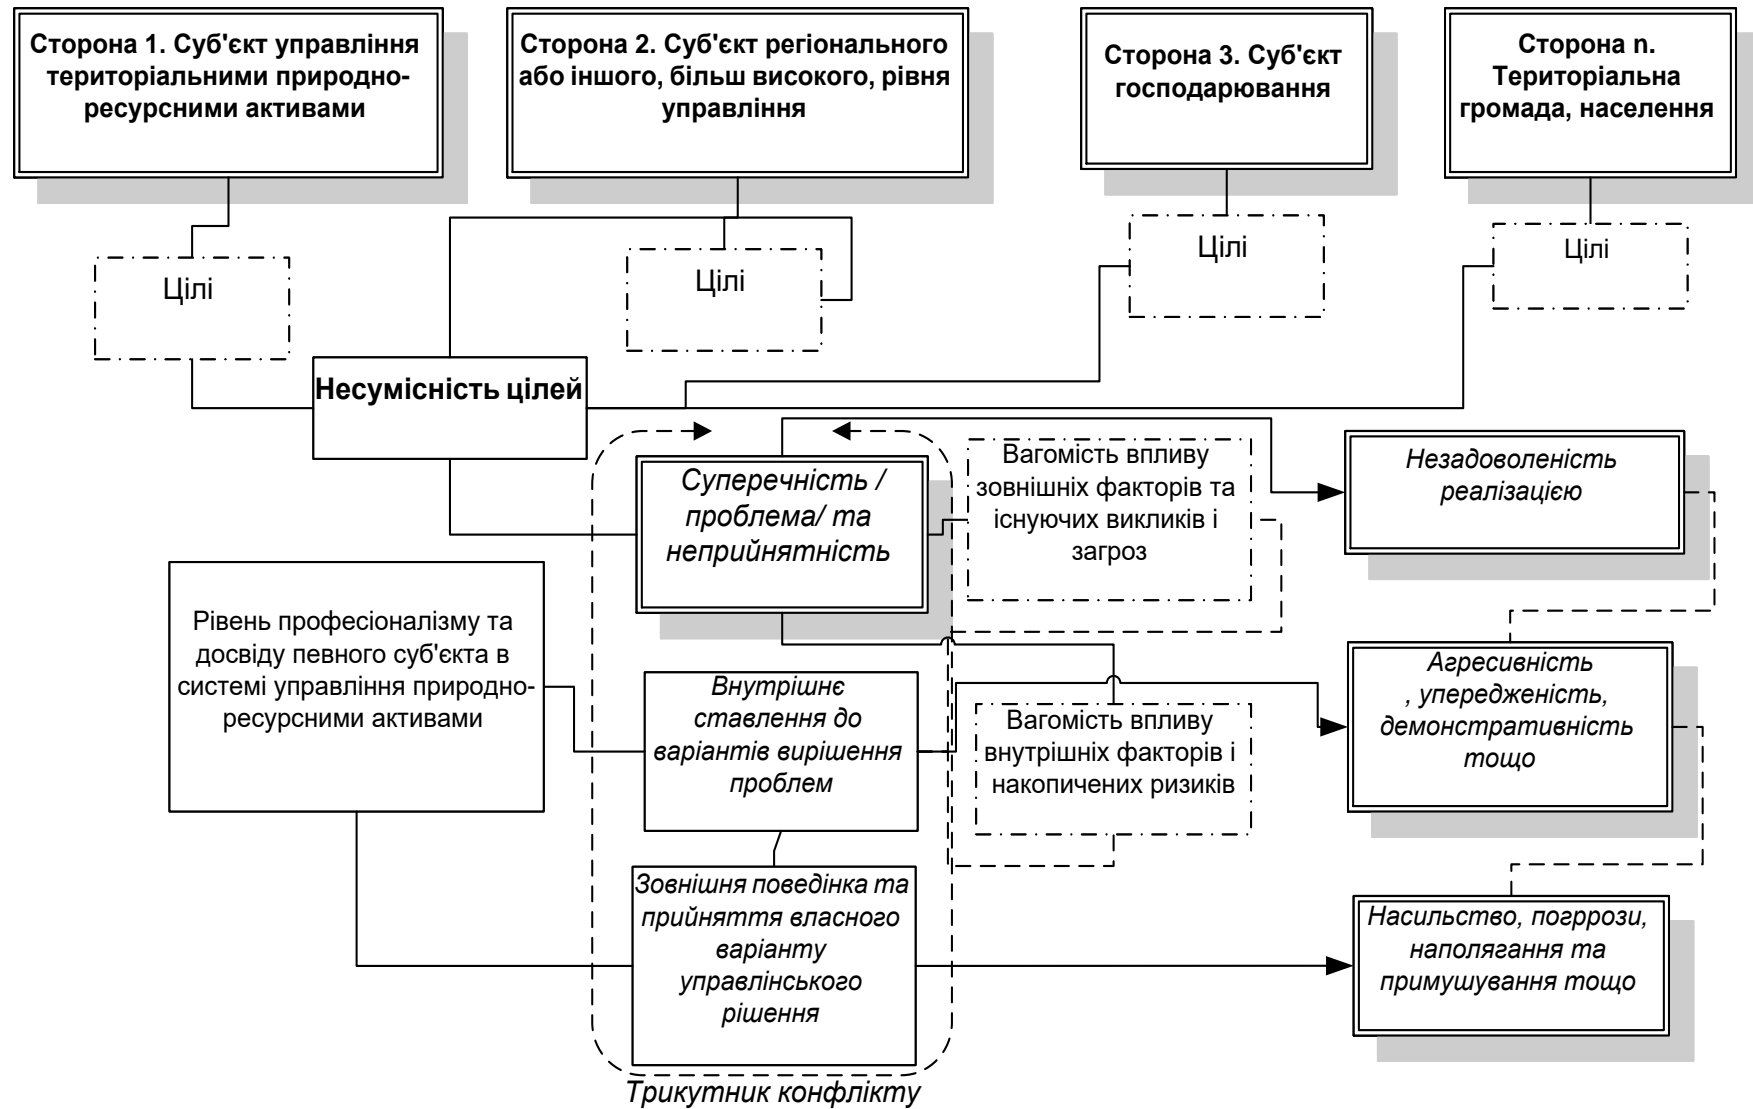 Сторона 1. Суб'єкт управління
територіальними природно-
ресурсними активами
Сторона 2. Суб'єкт регіонального
або іншого, більш високого, рівня
управління
Сторона 3. Суб'єкт
господарювання
Сторона n.
Територіальна
громада, населення
Цілі
Цілі
Цілі
Цілі
Несумісність цілей
Суперечність /
проблема/ та
неприйнятність
Вагомість впливу
зовнішніх факторів та
існуючих викликів і
загроз
Незадоволеність
реалізацією
Рівень професіоналізму та
досвіду певного суб'єкта в
системі управління природно-
ресурсними активами
Внутрішнє
ставлення до
варіантів вирішення
проблем
Вагомість впливу
внутрішніх факторів і
накопичених ризиків
Агресивність
, упередженість,
демонстративність
тощо
Зовнішня поведінка та
прийняття власного
варіанту
управлінського
рішення
Насильство, погррози,
наполягання та
примушування тощо
Трикутник конфлікту